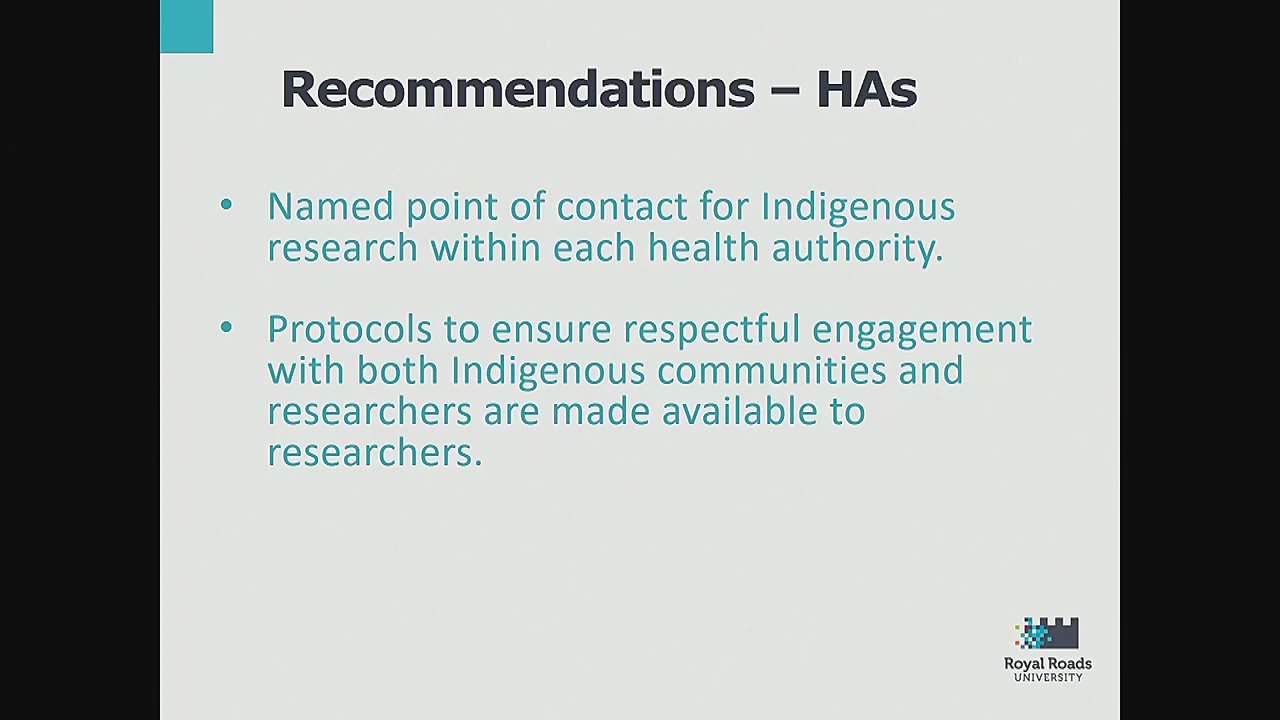 Recommendations – HAs
• Named point of contact for Indigenous
research within each health authority.
• Protocols to ensure respectful engagement
with both Indigenous communities and
researchers are made available to
researchers.
Royal Roads
UNIVERSITY